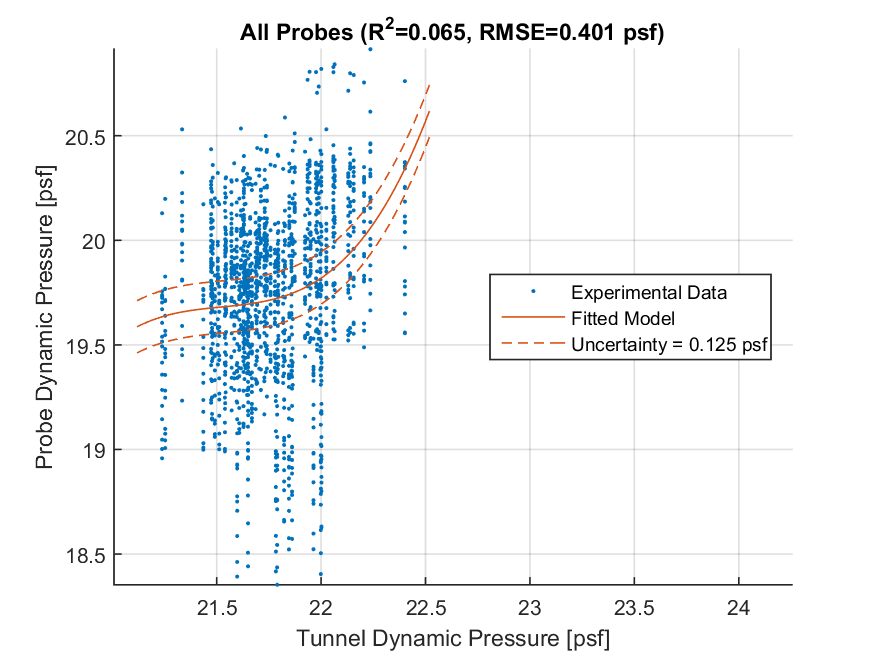 All Probes (R²=0.065, RMSE=0.401 psf)
Probe Dynamic Pressure [psf]
20.5
20
19.5
19
18.5
Experimental Data
Fitted Model
Uncertainty = 0.125 psf
21.5 22 22.5 23 23.5 24
Tunnel Dynamic Pressure [psf]